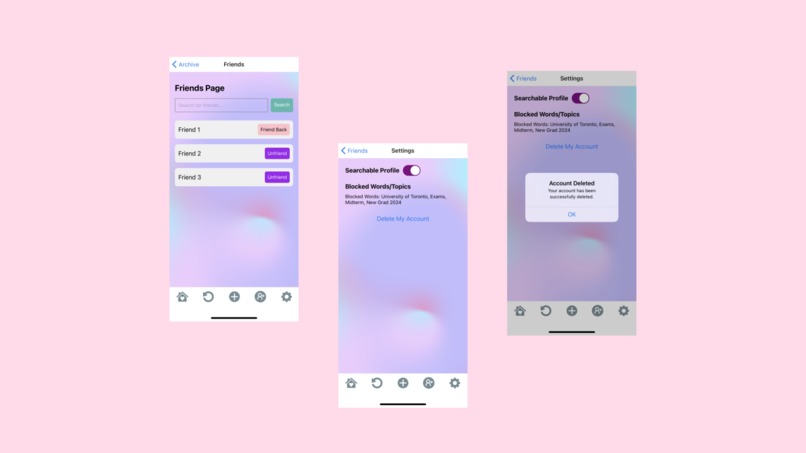 Archive
Friends
Friends Page
Search for friends...
Search
Friend 1
Friend Back
Friend 2
Unfriend
Friend 3
Unfriend
Friends
Settings
Searchable Profile
Blocked Words/Topics
Blocked Words: University of Toronto, Exams,
Midterm, New Grad 2024
Delete My Account
Friends
Settings
Searchable Profile
Blocked Words/Topics
Blocked Words: University of Toronto, Exams,
Midterm, New Grad 2024
Delete My Account
Account Deleted
Your account has been
successfully deleted.
OK